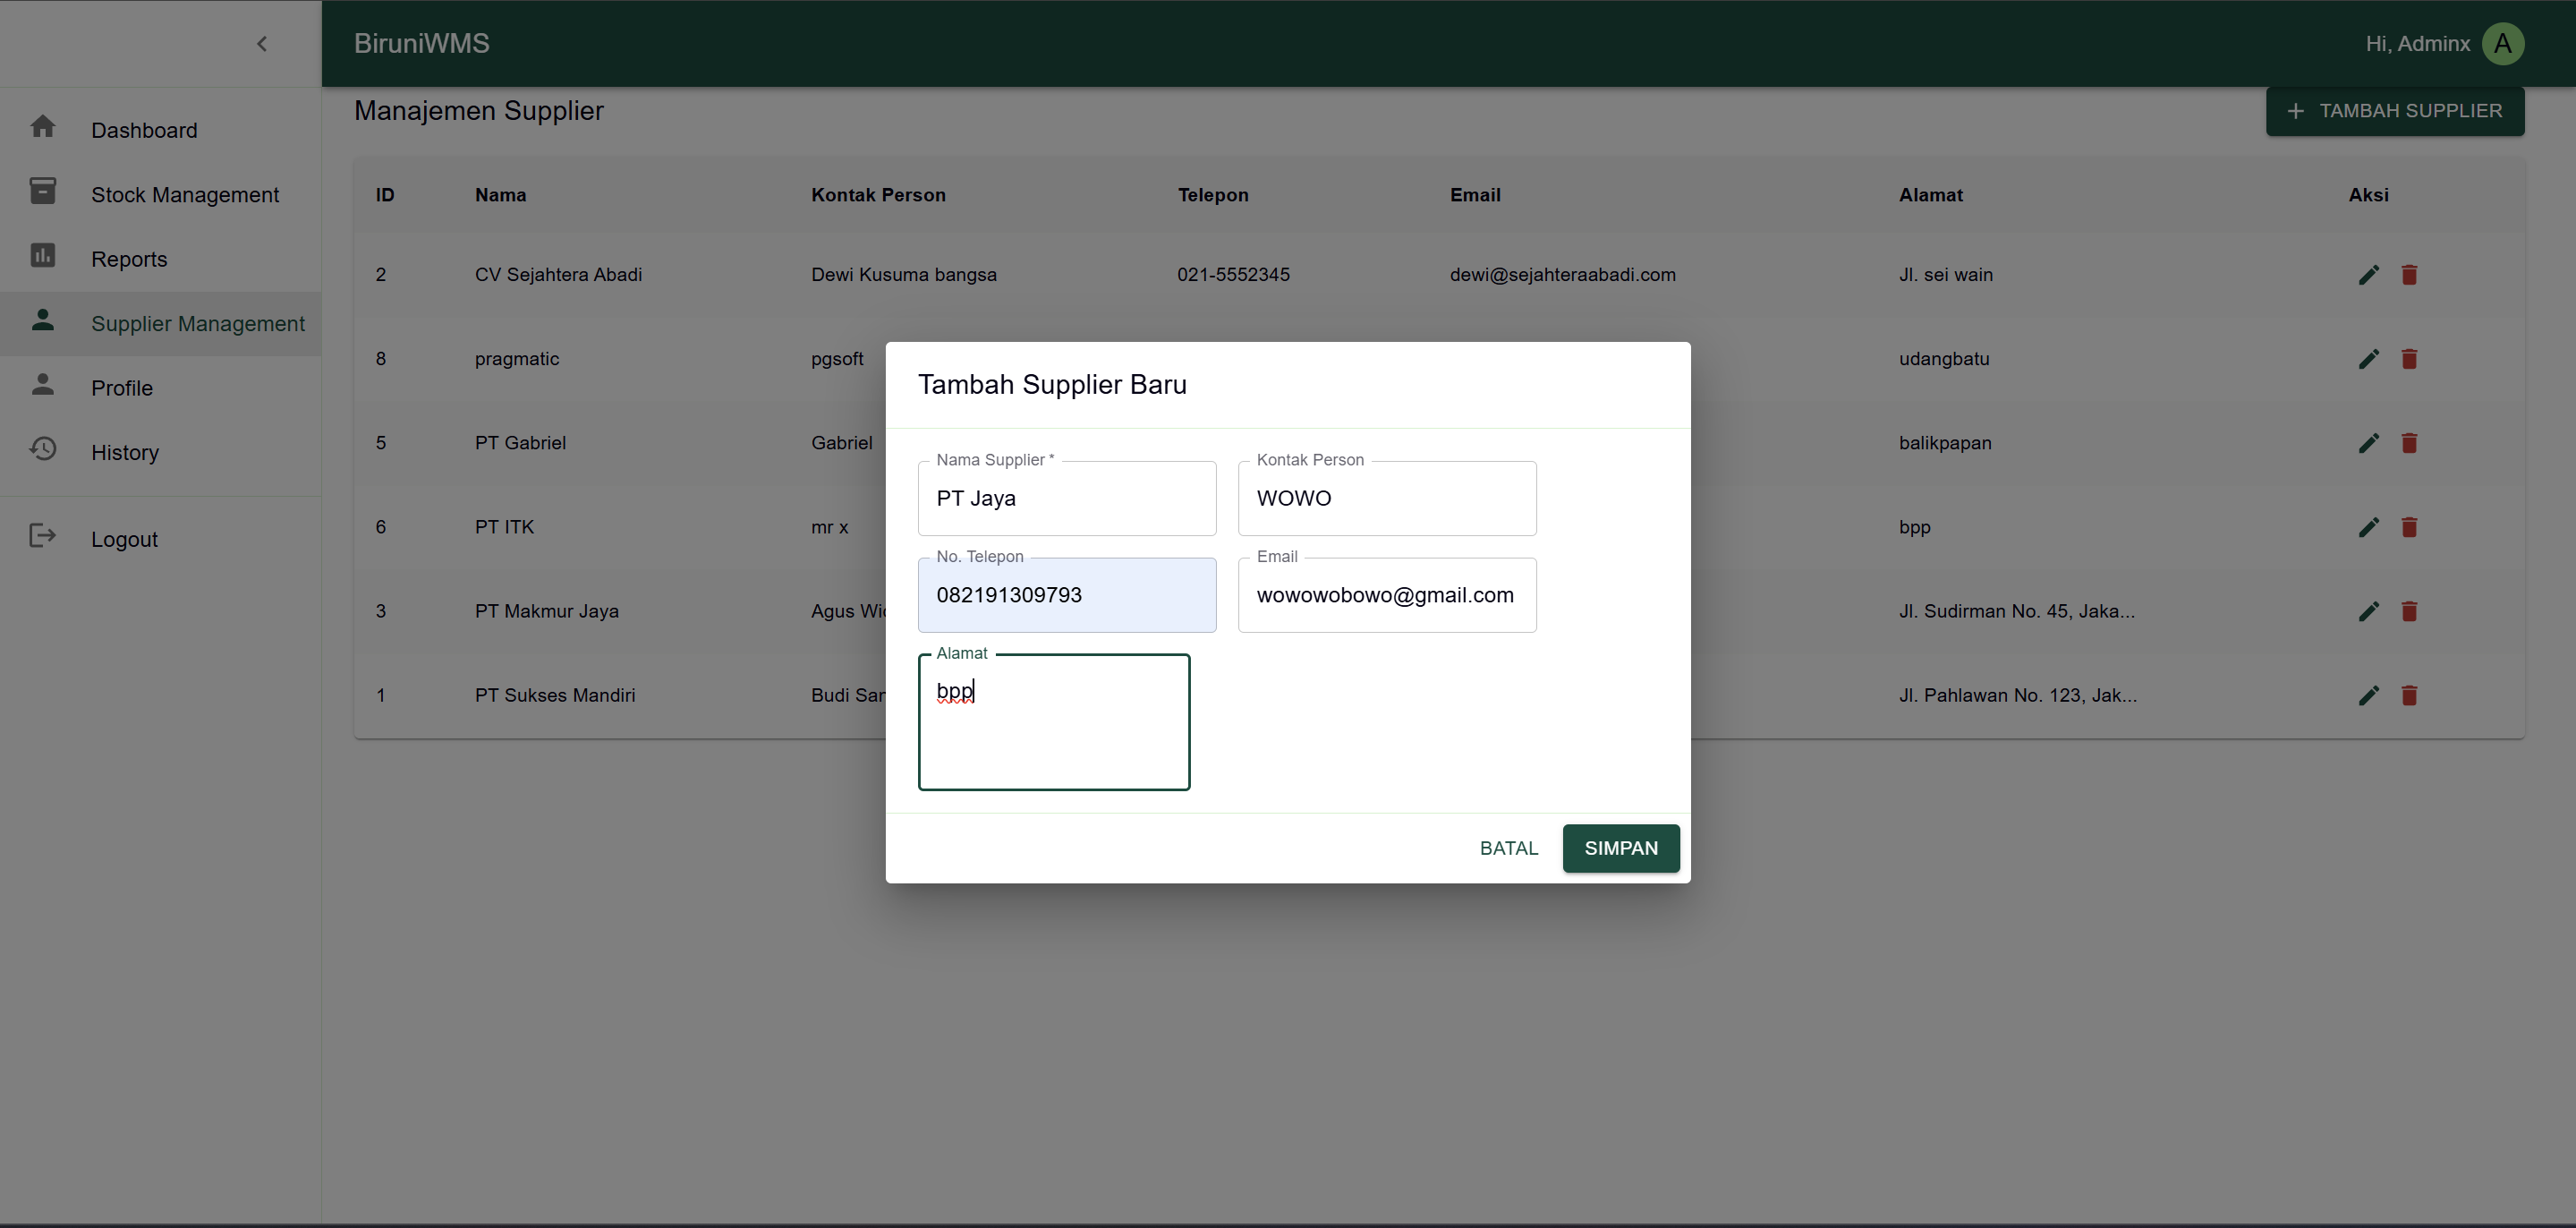 BiruniWMS
Hi, Adminx A
Dashboard
Stock Management
Reports
Supplier Management
Profile
History
Logout
Manajemen Supplier
+ TAMBAH SUPPLIER
ID Nama Kontak Person Telepon Email Alamat Aksi
2 CV Sejahtera Abadi Dewi Kusuma bangsa 021-5552345 dewi@sejahteraabadi.com Jl. sei wain
8 pragmatic pgsoft udangbatu
5 PT Gabriel Gabriel balikpapan
6 PT ITK mr x bpp
3 PT Makmur Jaya Agus Jl. Sudirman No. 45, Jaka...
1 PT Sukses Mandiri Budi Jl. Pahlawan No. 123, Jak...
Tambah Supplier Baru
Nama Supplier *
PT Jaya
Kontak Person
WOWO
No. Telepon
082191309793
Email
wowowobowo@gmail.com
Alamat
bpp
BATAL SIMPAN